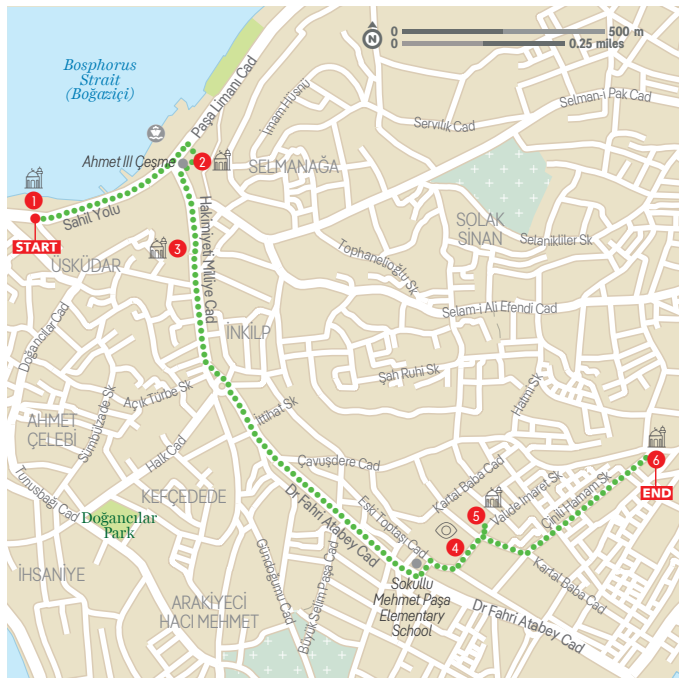 0
500 m
N
0
0.25 miles
Bosphorus
Strait
(Boğaziçi)
Paşa Limanı Cad
İmam Hüsnü
Servilik Cad
Selman-ı Pak Cad
Ahmet III Çeşme
2
SELMANAĞA
1
Sahil Yolu
START
Hakimiyeti Milliye Cad
3
ÜSKÜDAR
SOLAK
SİNAN
Selanikliler Sk
Tophanelioğlu Sk
Selam-ı Ali Efendi Cad
Doğancılar Cad
İNKILP
Şah Ruhi Sk
Hatmi Sk
Açık Türbe Sk
Sümbülzade Sk
AHMET
ÇELEBİ
İttihat Sk
Halk Cad
Çavuşdere Cad
6
END
Tunusbağı Cad
KEFÇEDEDE
Kartal Baba Cad
Valide Imaret Sk
Çinili Hamam Sk
Doğancılar
Park
Dr Fahri Atabey Cad
Eski Toptaşı Cad
5
4
İHSANİYE
Gündoğumu Cad
Büyük Selim Paşa Cad
Kartal Baba Cad
Sokullu
Mehmet Paşa
Elementary
School
ARAKİYECİ
HACI MEHMET
Dr Fahri Atabey Cad